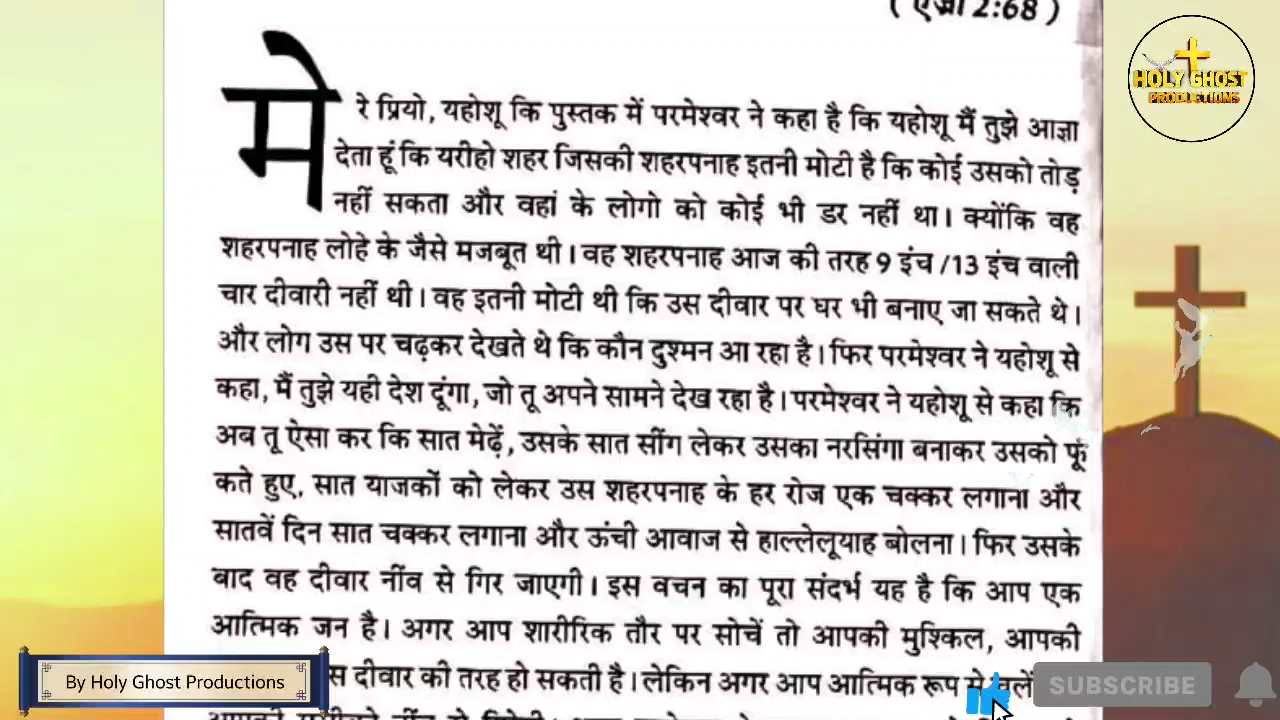 ( एज्रा 2:68 )
HOLY GHOST
PRODUCTIONS
मेरे प्रियो, यहोशू कि पुस्तक में परमेश्वर ने कहा है कि यहोशू मैं तुझे आज्ञा
देता हूं कि यरीहो शहर जिसकी शहरपनाह इतनी मोटी है कि कोई उसको तोड़
नहीं सकता और वहां के लोगो को कोई भी डर नहीं था। क्योंकि वह
शहरपनाह लोहे के जैसे मजबूत थी। वह शहरपनाह आज की तरह 9 इंच /13 इंच वाली
चार दीवारी नहीं थी। वह इतनी मोटी थी कि उस दीवार पर घर भी बनाए जा सकते थे।
और लोग उस पर चढ़कर देखते थे कि कौन दुश्मन आ रहा है। फिर परमेश्वर ने यहोशू से
कहा, मैं तुझे यही देश दूंगा, जो तू अपने सामने देख रहा है। परमेश्वर ने यहोशू से कहा कि
अब तू ऐसा कर कि सात मेढ़ें, उसके सात सींग लेकर उसका नरसिंगा बनाकर उसको फूं
कते हुए, सात याजकों को लेकर उस शहरपनाह के हर रोज एक चक्कर लगाना और
सातवें दिन सात चक्कर लगाना और ऊंची आवाज से हाल्लेलूयाह बोलना। फिर उसके
बाद वह दीवार नींव से गिर जाएगी। इस वचन का पूरा संदर्भ यह है कि आप एक
आत्मिक जन है। अगर आप शारीरिक तौर पर सोचें तो आपकी मुश्किल, आपकी
दीवार की तरह हो सकती है। लेकिन अगर आप आत्मिक रूप से चलें
By Holy Ghost Productions
SUBSCRIBE